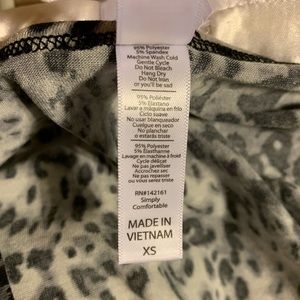 95% Polyester
5% Spandex
Machine Wash Cold
Gentle Cycle
Do Not Bleach
Hang Dry
Do Not Iron
or you'll be sad
95% Poliéster
5% Elastano
Lavar a máquina en frío
Ciclo suave
No usar blanqueador
Cuelgue en seco
No planchar
o estarás triste
95% Polyester
5% Elasthanne
Lavage en machine à froid
Cycle délicat
Ne pas javelliser
Accrochez sec
Ne pas repasser
ou vous serez triste
RN#142161
Simply
Comfortable
MADE IN
VIETNAM
XS